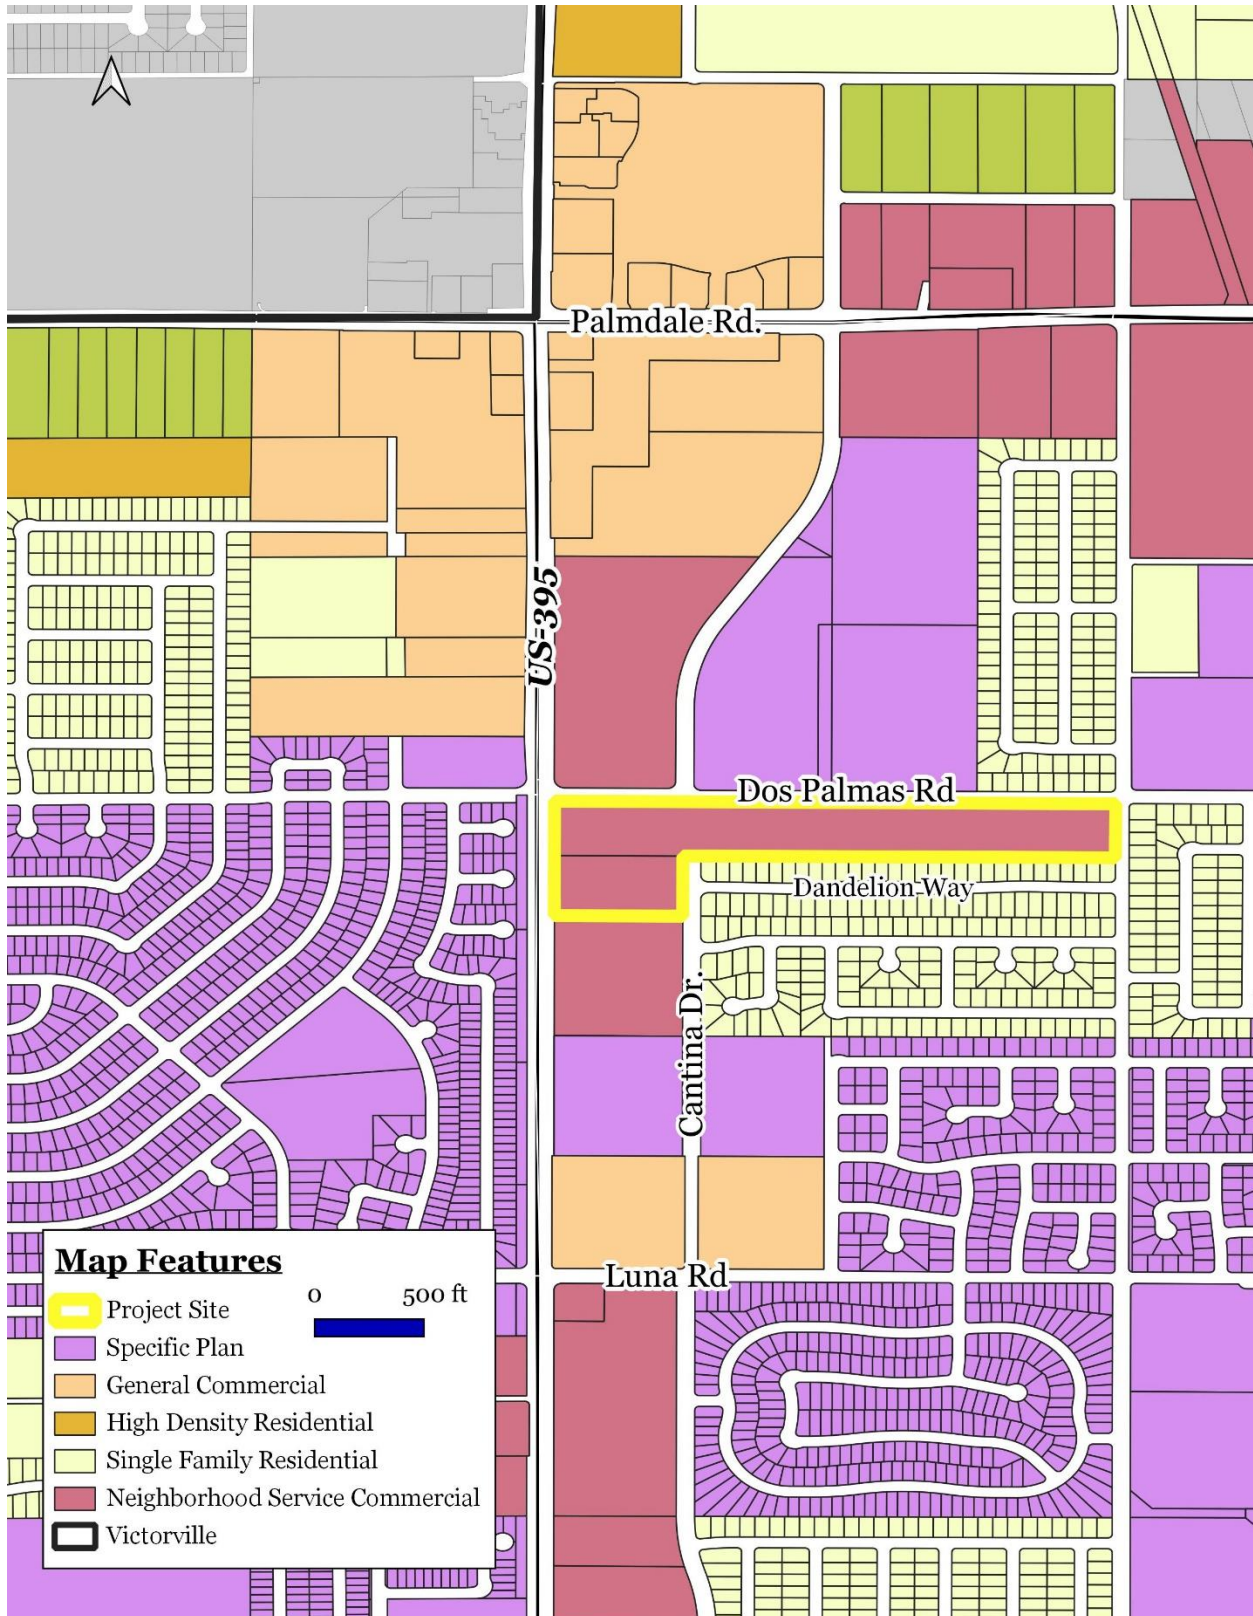 Palmdale Rd.
US-395
Dos Palmas Rd
Dandelion Way
Cantina Dr.
Luna Rd
Map Features
0 500 ft
Project Site
Specific Plan
General Commercial
High Density Residential
Single Family Residential
Neighborhood Service Commercial
Victorville